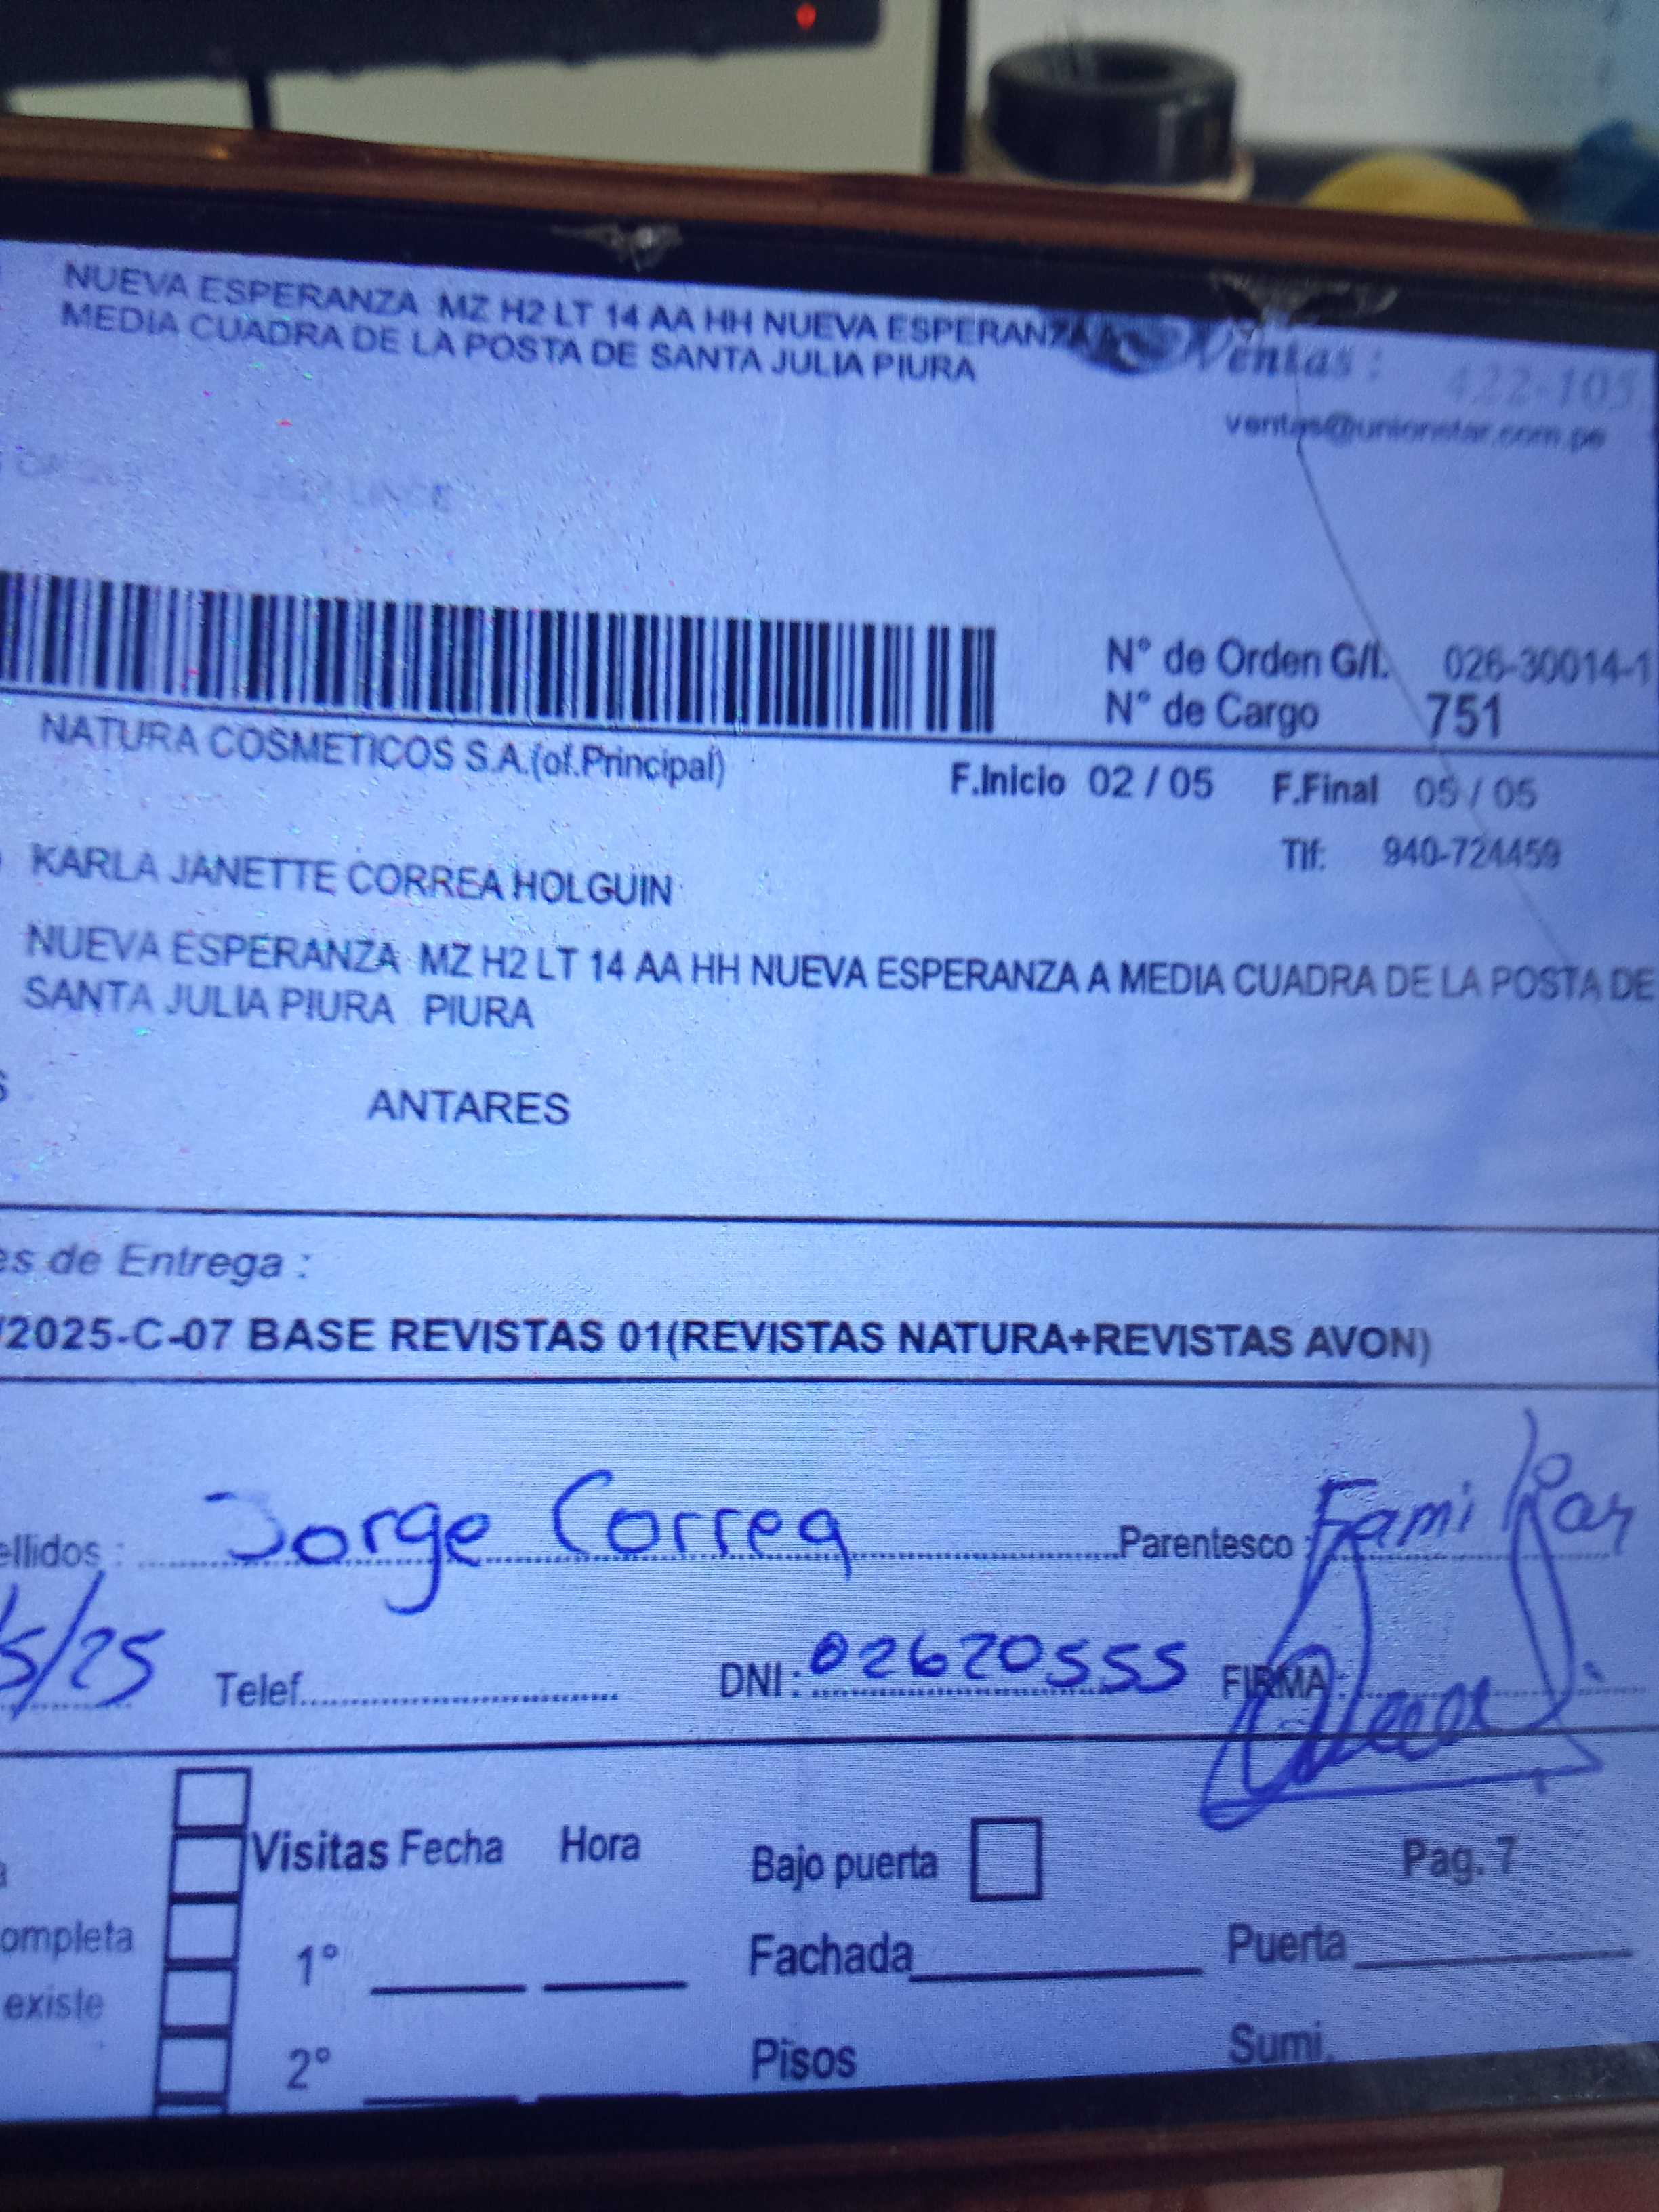 NUEVA ESPERANZA MZ H2 LT 14 AA HH NUEVA ESPERANZA A
MEDIA CUADRA DE LA POSTA DE SANTA JULIA PIURA
Ventas: 422-105
ventas@unionstar.com.pe
N° de Orden G/I. 026-30014-1
N° de Cargo 751
NATURA COSMETICOS S.A.(of.Principal)
F.Inicio 02 / 05 F.Final 05 / 05
Tlf: 940-724459
KARLA JANETTE CORREA HOLGUIN
NUEVA ESPERANZA MZ H2 LT 14 AA HH NUEVA ESPERANZA A MEDIA CUADRA DE LA POSTA DE
SANTA JULIA PIURA PIURA
S ANTARES
es de Entrega :
/2025-C-07 BASE REVISTAS 01(REVISTAS NATURA+REVISTAS AVON)
ellidos : Jorge Correa Parentesco : Familiar
/5/25 Telef. DNI : 02620555 FIRMA :
Visitas Fecha Hora Bajo puerta Pag. 7
ompleta 1° Fachada Puerta
existe
2° Pisos Sumi.